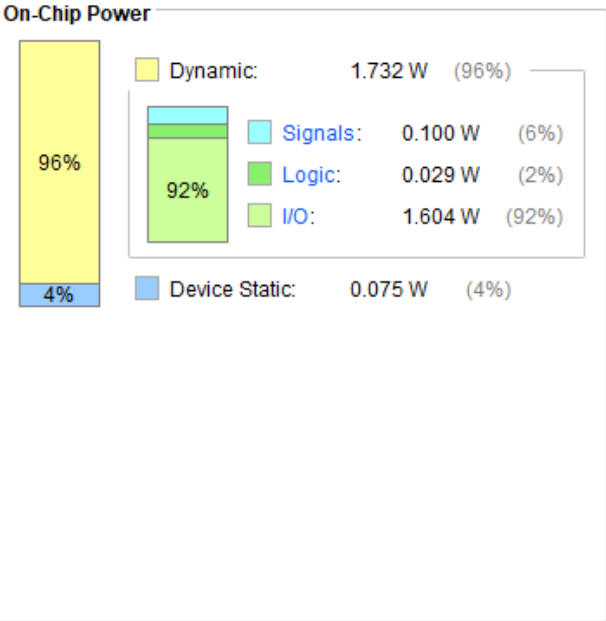 On-Chip Power
Dynamic: 1.732 W (96%)
96%
Signals: 0.100 W (6%)
Logic: 0.029 W (2%)
92%
I/O: 1.604 W (92%)
4%
Device Static: 0.075 W (4%)